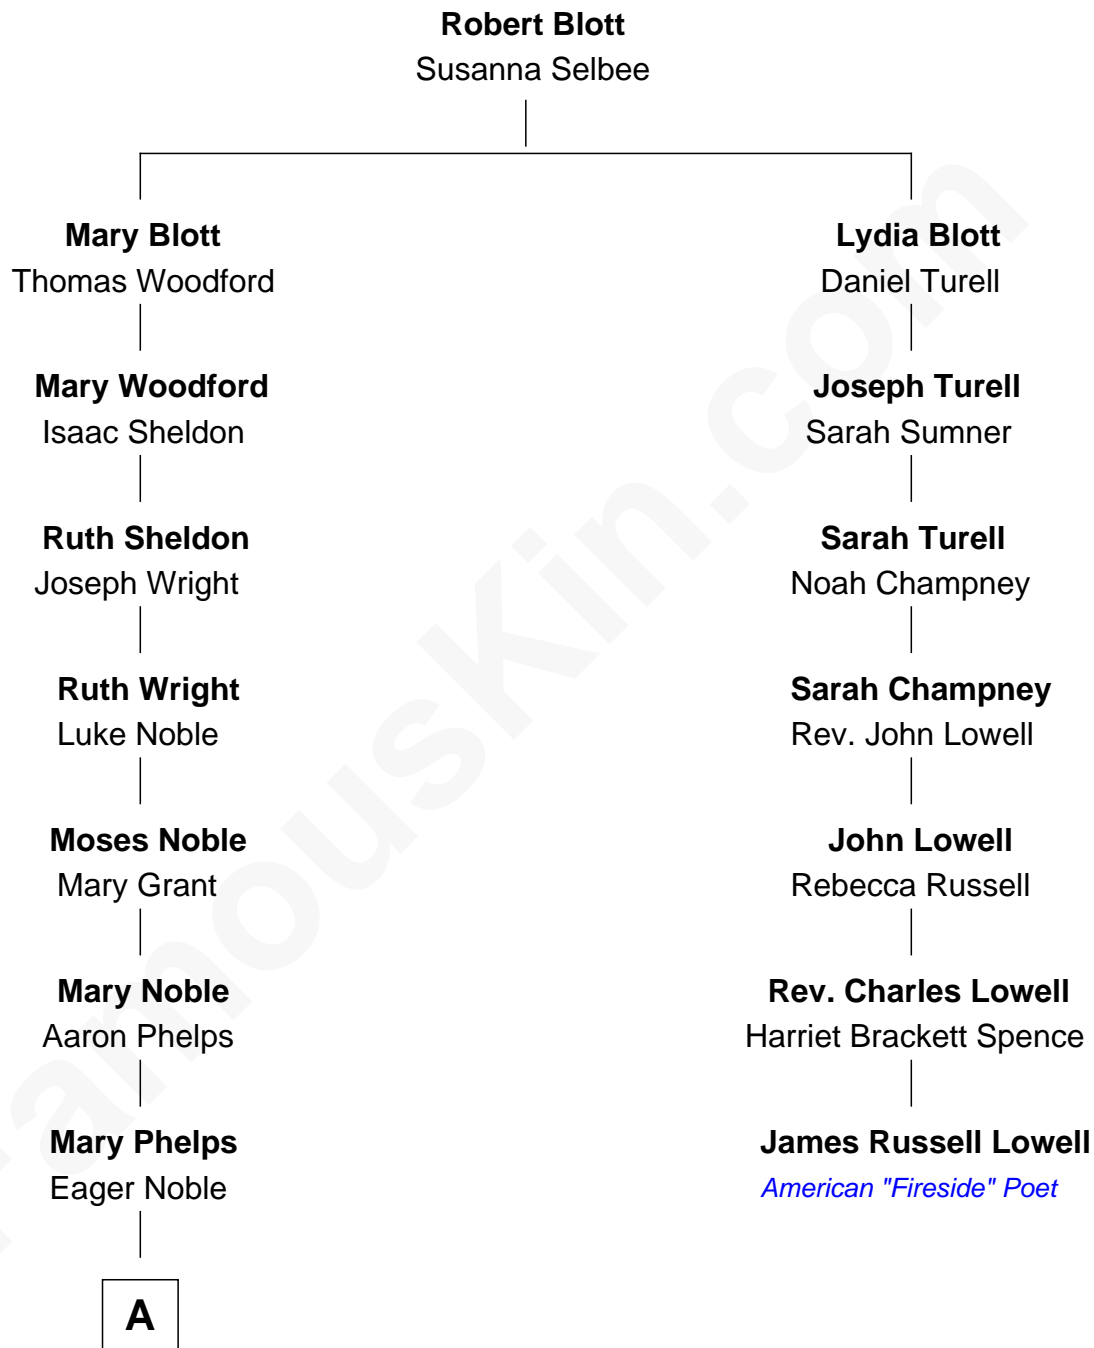 Robert Blott
Susanna Selbee
Mary Blott
Thomas Woodford
Lydia Blott
Daniel Turell
Mary Woodford
Isaac Sheldon
Joseph Turell
Sarah Sumner
Ruth Sheldon
Joseph Wright
Sarah Turell
Noah Champney
Ruth Wright
Luke Noble
Sarah Champney
Rev. John Lowell
Moses Noble
Mary Grant
John Lowell
Rebecca Russell
Mary Noble
Aaron Phelps
Rev. Charles Lowell
Harriet Brackett Spence
Mary Phelps
Eager Noble
James Russell Lowell
American "Fireside" Poet
A
FamousKin.com